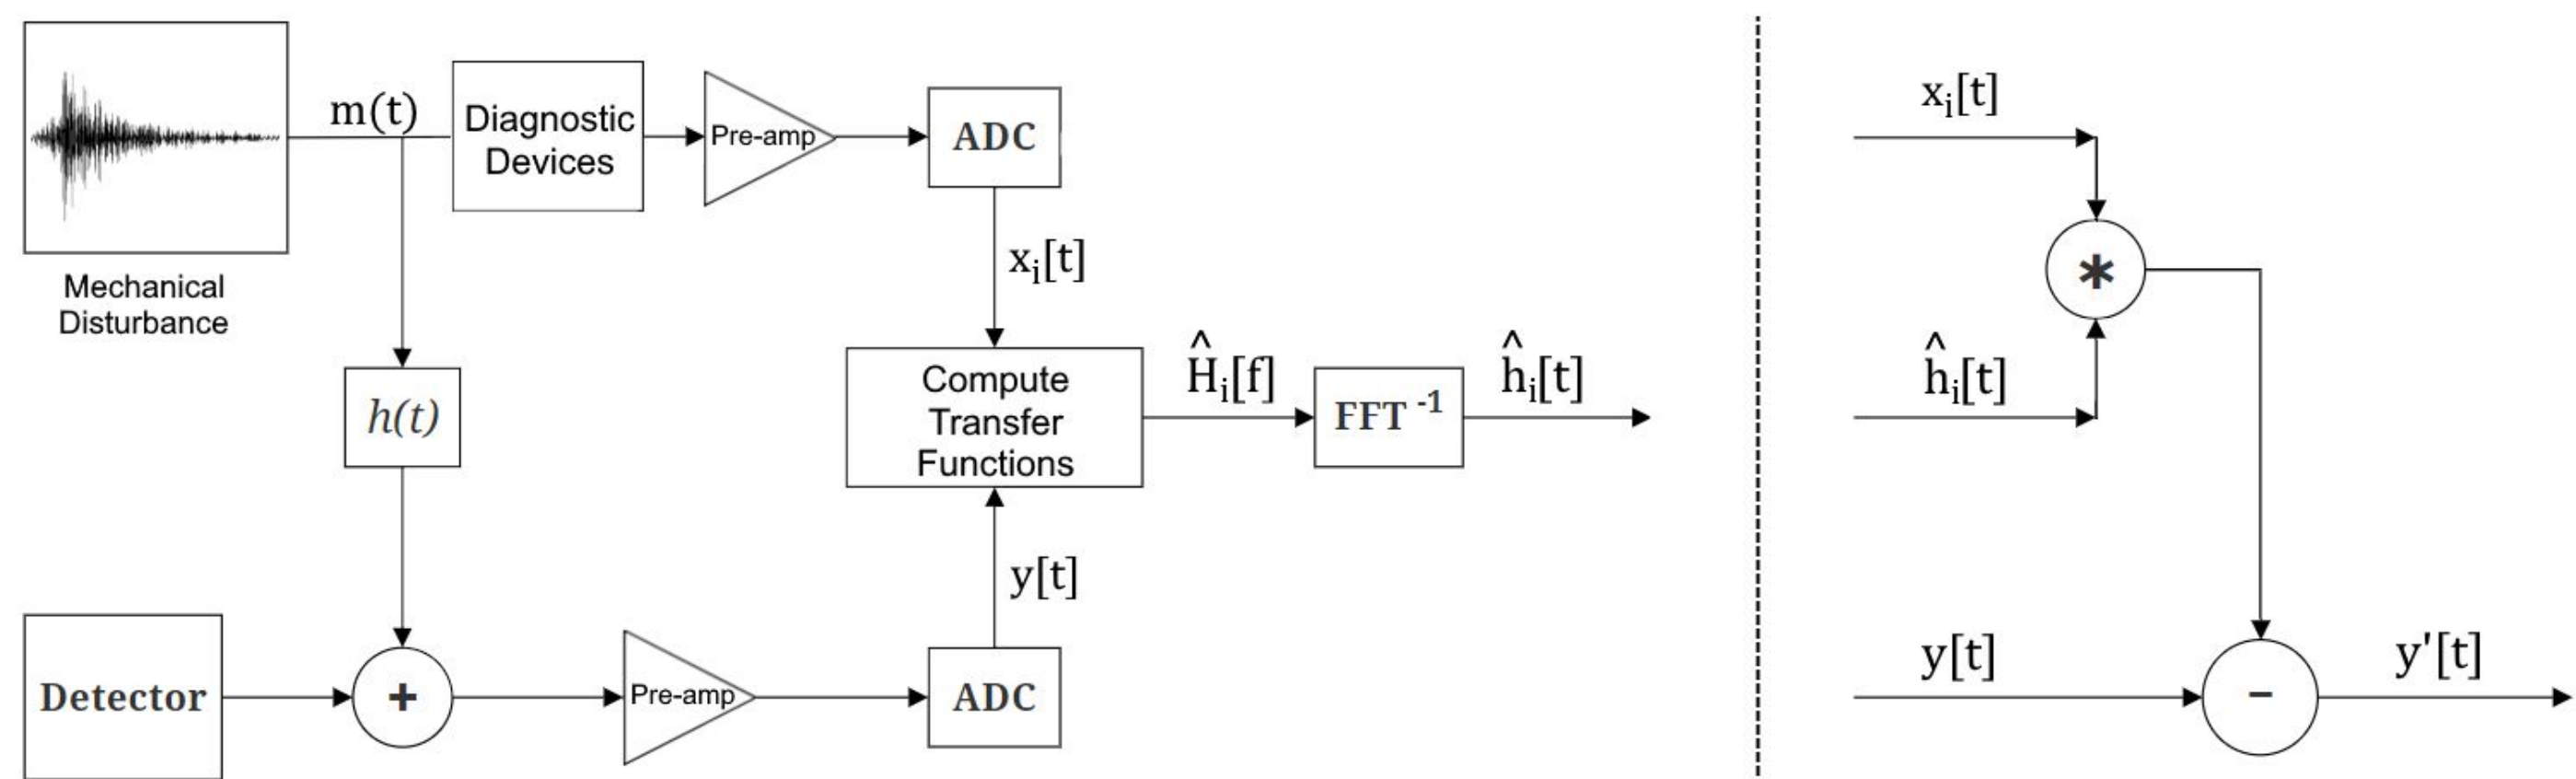 m(t)
Diagnostic
Devices
Pre-amp
ADC
Mechanical
Disturbance
xᵢ[t]
h(t)
Compute
Transfer
Functions
Ĥᵢ[f]
FFT ⁻¹
ĥᵢ[t]
y[t]
Detector
+
Pre-amp
ADC
xᵢ[t]
*
ĥᵢ[t]
y[t]
−
y'[t]